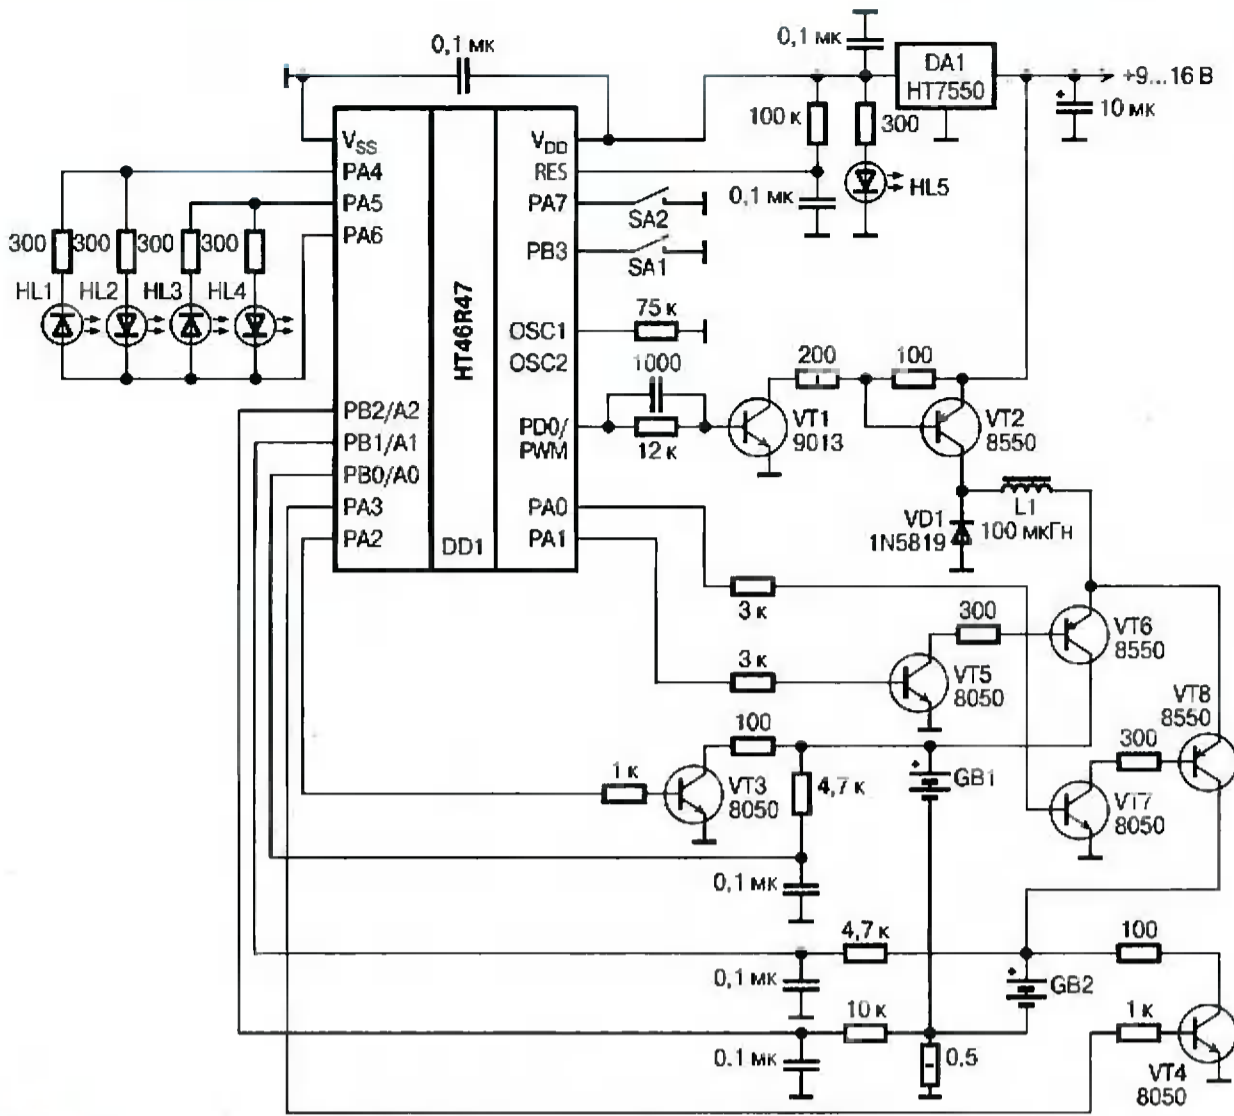 0,1 мк
0,1 мк
DA1
HT7550
+9...16 В
10 мк
100 к
300
HL5
0,1 мк
VSS
PA4
PA5
PA6
VDD
RES
PA7
PB3
SA2
SA1
300
300
300
300
HL1
HL2
HL3
HL4
HT46R47
DD1
OSC1
OSC2
75 к
1000
12 к
PD0/
PWM
PB2/A2
PB1/A1
PB0/A0
PA3
PA2
PA0
PA1
200
100
VT1
9013
VT2
8550
VD1
1N5819
L1
100 мкГн
3 к
3 к
300
VT5
8050
VT6
8550
VT8
8550
300
VT7
8050
100
1 к
VT3
8050
4,7 к
GB1
0,1 мк
4,7 к
0,1 мк
100
GB2
10 к
0.1 мк
0,5
1 к
VT4
8050